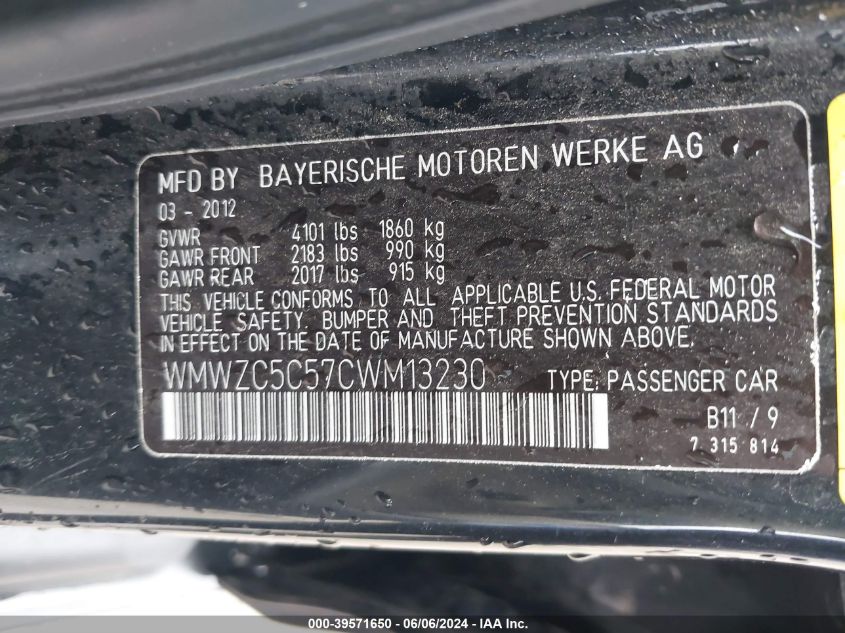 MFD BY BAYERISCHE MOTOREN WERKE AG
03 - 2012
GVWR 4101 lbs 1860 kg
GAWR FRONT 2183 lbs 990 kg
GAWR REAR 2017 lbs 915 kg
THIS VEHICLE CONFORMS TO ALL APPLICABLE U.S. FEDERAL MOTOR
VEHICLE SAFETY, BUMPER AND THEFT PREVENTION STANDARDS
IN EFFECT ON THE DATE OF MANUFACTURE SHOWN ABOVE.
WMWZC5C57CWM13230 TYPE: PASSENGER CAR
B11 / 9
7 315 814
000-39571650 - 06/06/2024 - IAA Inc.